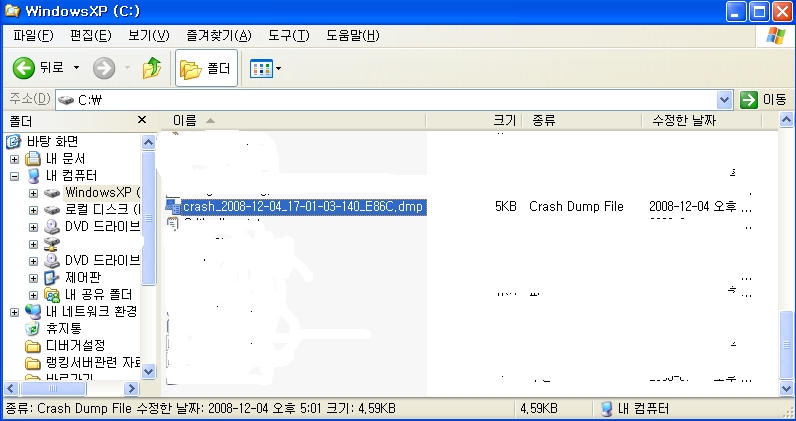 WindowsXP (C:)
파일(F) 편집(E) 보기(V) 즐겨찾기(A) 도구(T) 도움말(H)
뒤로 폴더
주소(D) C:₩ 이동
폴더 이름 크기 종류 수정한 날짜
바탕 화면
내 문서
내 컴퓨터
WindowsXP (
crash_2008-12-04_17-01-03-140_E86C.dmp 5KB Crash Dump File 2008-12-04 오후 ...
로컬 디스크 (
DVD 드라이브
DVD 드라이브
제어판
내 공유 폴더
내 네트워크 환경
휴지통
디버거설정
랭킹서버관련 자료
바로가기
종류: Crash Dump File 수정한 날짜: 2008-12-04 오후 5:01 크기: 4,59KB 4,59KB 내 컴퓨터